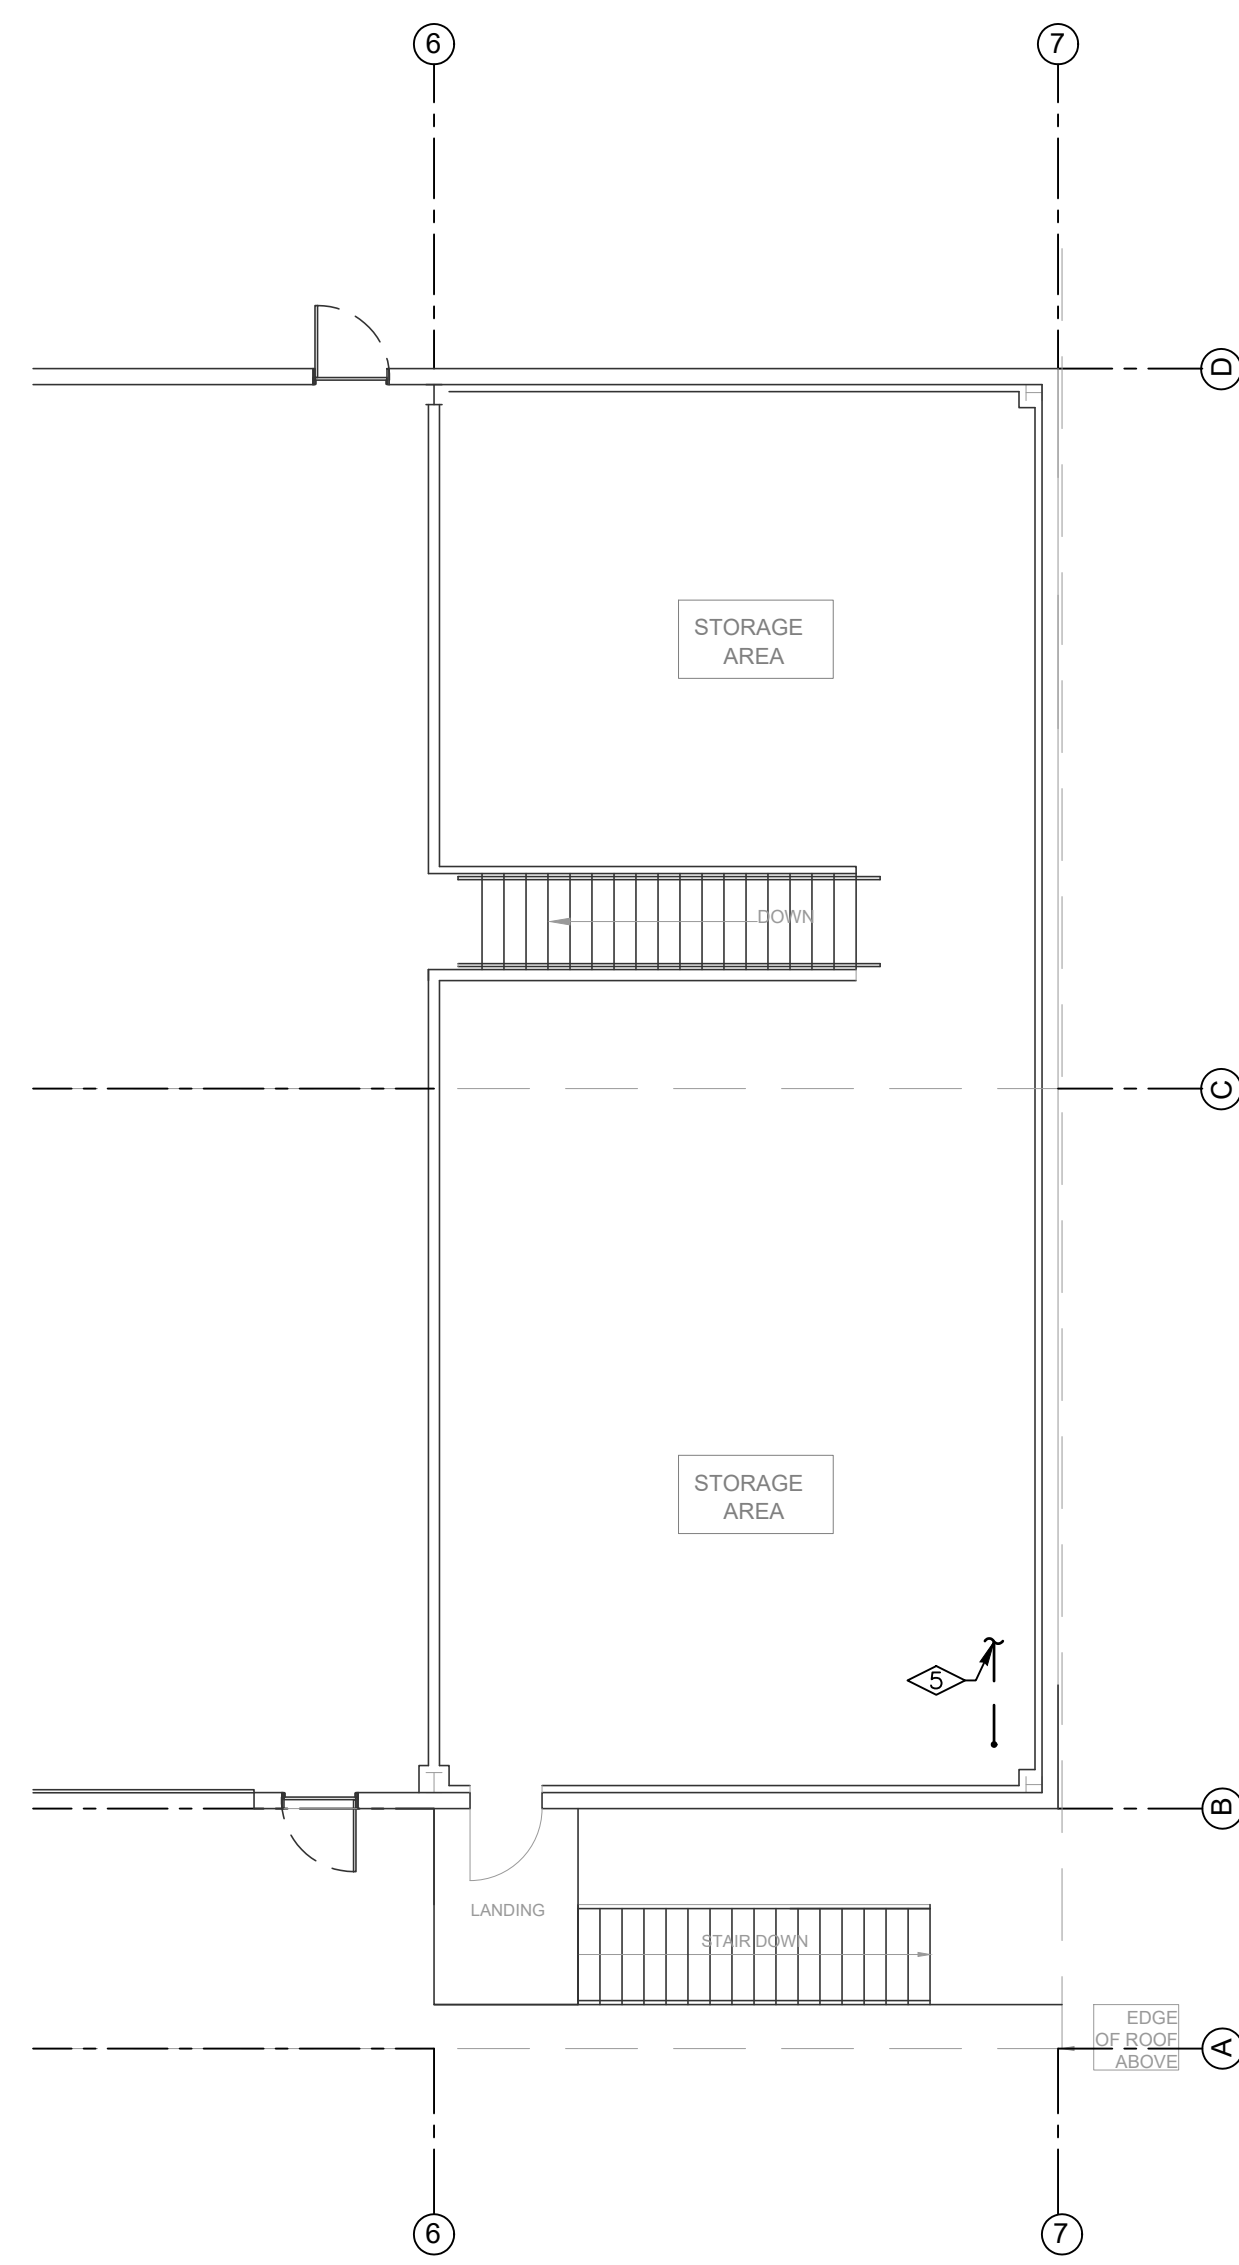 6
7
D
STORAGE
AREA
DOWN
C
STORAGE
AREA
5
B
LANDING
STAIR DOWN
EDGE
OF ROOF
ABOVE
A
6
7